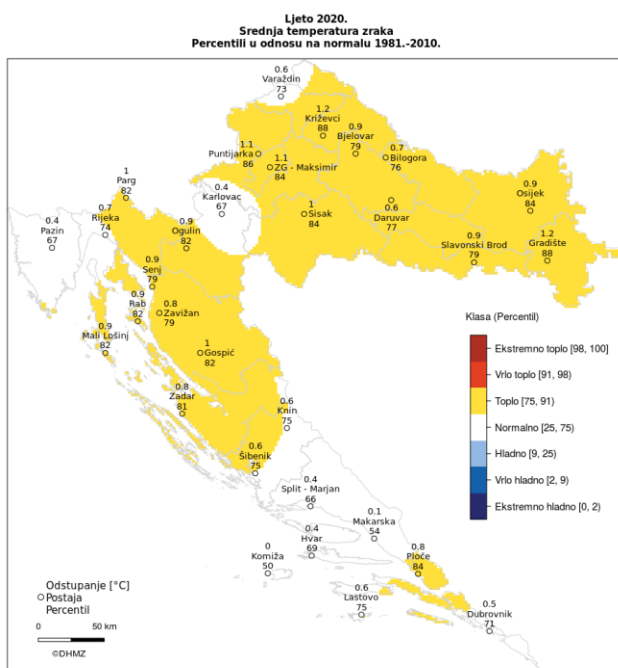 Ljeto 2020.
Srednja temperatura zraka
Percentili u odnosu na normalu 1981.-2010.
0.6
Varaždin
73
1.2
Križevci
88
0.9
Bjelovar
79
0.7
Bilogora
76
1.1
Puntijarka
86
1.1
ZG - Maksimir
84
1
Parg
82
0.4
Karlovac
67
0.7
Rijeka
74
0.4
Pazin
67
0.9
Ogulin
82
1
Sisak
84
0.6
Daruvar
77
0.9
Osijek
84
0.9
Slavonski Brod
79
1.2
Gradište
88
0.9
Senj
79
0.9
Rab
82
0.8
Zavižan
79
0.9
Mali Lošinj
82
1
Gospić
82
0.8
Zadar
81
0.6
Knin
75
0.6
Šibenik
75
0.4
Split - Marjan
66
0.1
Makarska
54
0.4
Hvar
69
0
Komiža
50
0.8
Ploče
84
0.6
Lastovo
75
0.5
Dubrovnik
71
Klasa (Percentil)
Ekstremno toplo [98, 100]
Vrlo toplo [91, 98)
Toplo [75, 91)
Normalno [25, 75)
Hladno [9, 25)
Vrlo hladno [2, 9)
Ekstremno hladno [0, 2)
Odstupanje [°C]
Postaja
Percentil
0 50 km
©DHMZ